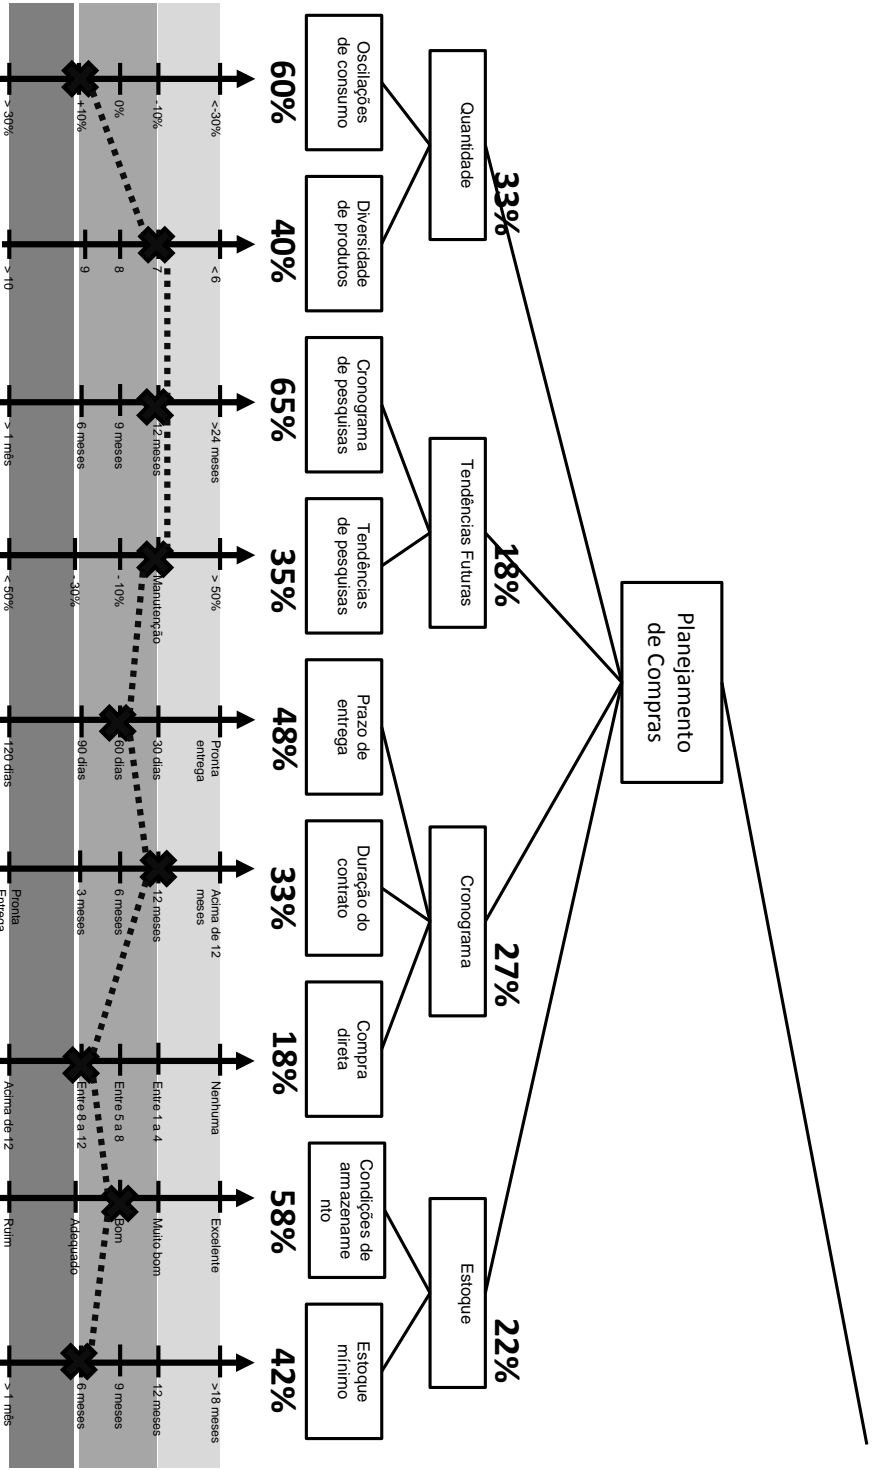 Planejamento
de Compras
33%
18%
27%
22%
Quantidade
Tendências Futuras
Cronograma
Estoque
Oscilações
de consumo
Diversidade
de produtos
Cronograma
de pesquisas
Tendências
de pesquisas
Prazo de
entrega
Duração do
contrato
Compra
direta
Condições de
armazename
nto
Estoque
mínimo
60%
40%
65%
35%
48%
33%
18%
58%
42%
<-30%
-10%
0%
+10%
> 30%
< 6
7
8
9
> 10
>24 meses
12 meses
9 meses
6 meses
> 1 mês
> 50%
Manutenção
- 10%
- 30%
< 50%
Pronta
entrega
30 dias
60 dias
90 dias
120 dias
Acima de 12
meses
12 meses
6 meses
3 meses
Pronta
Entrega
Nenhuma
Entre 1 a 4
Entre 5 a 8
Entre 8 a 12
Acima de 12
Excelente
Muito bom
Bom
Adequado
Ruim
>18 meses
12 meses
9 meses
6 meses
> 1 mês